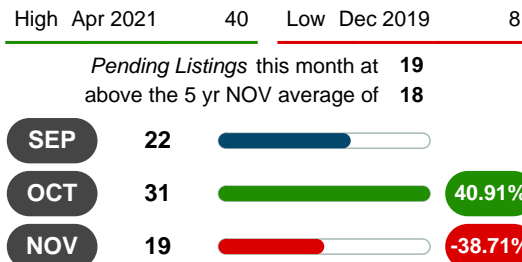 High Apr 2021 40 Low Dec 2019 8
Pending Listings this month at 19
above the 5 yr NOV average of 18
SEP 22
OCT 31 40.91%
NOV 19 -38.71%